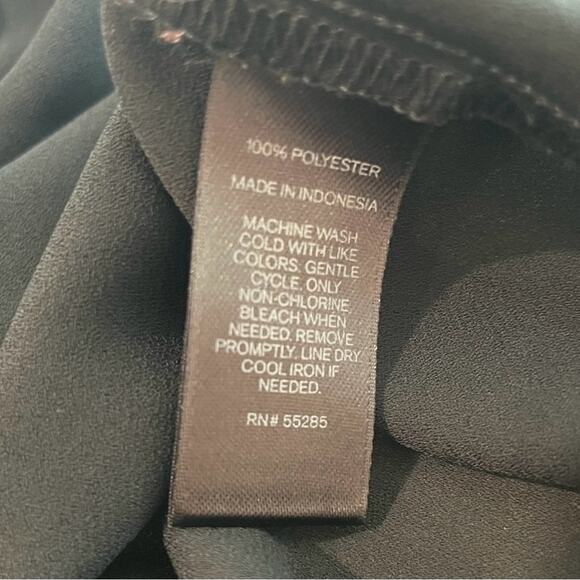 100% POLYESTER
MADE IN INDONESIA
MACHINE WASH
COLD WITH LIKE
COLORS. GENTLE
CYCLE. ONLY
NON-CHLORINE
BLEACH WHEN
NEEDED. REMOVE
PROMPTLY. LINE DRY.
COOL IRON IF
NEEDED.
RN# 55285